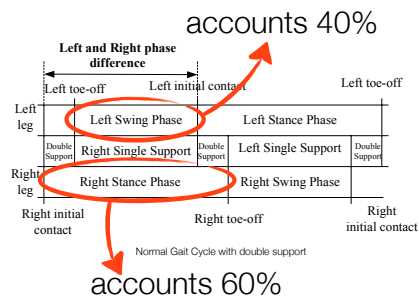 accounts 40%
Left and Right phase
difference
Left toe-off
Left initial contact
Left toe-off
Left
leg
Left Swing Phase
Left Stance Phase
Double
Support
Right Single Support
Double
Support
Left Single Support
Double
Support
Right
leg
Right Stance Phase
Right Swing Phase
Right initial
contact
Right toe-off
Right
initial
contact
Normal Gait Cycle with double support
accounts 60%